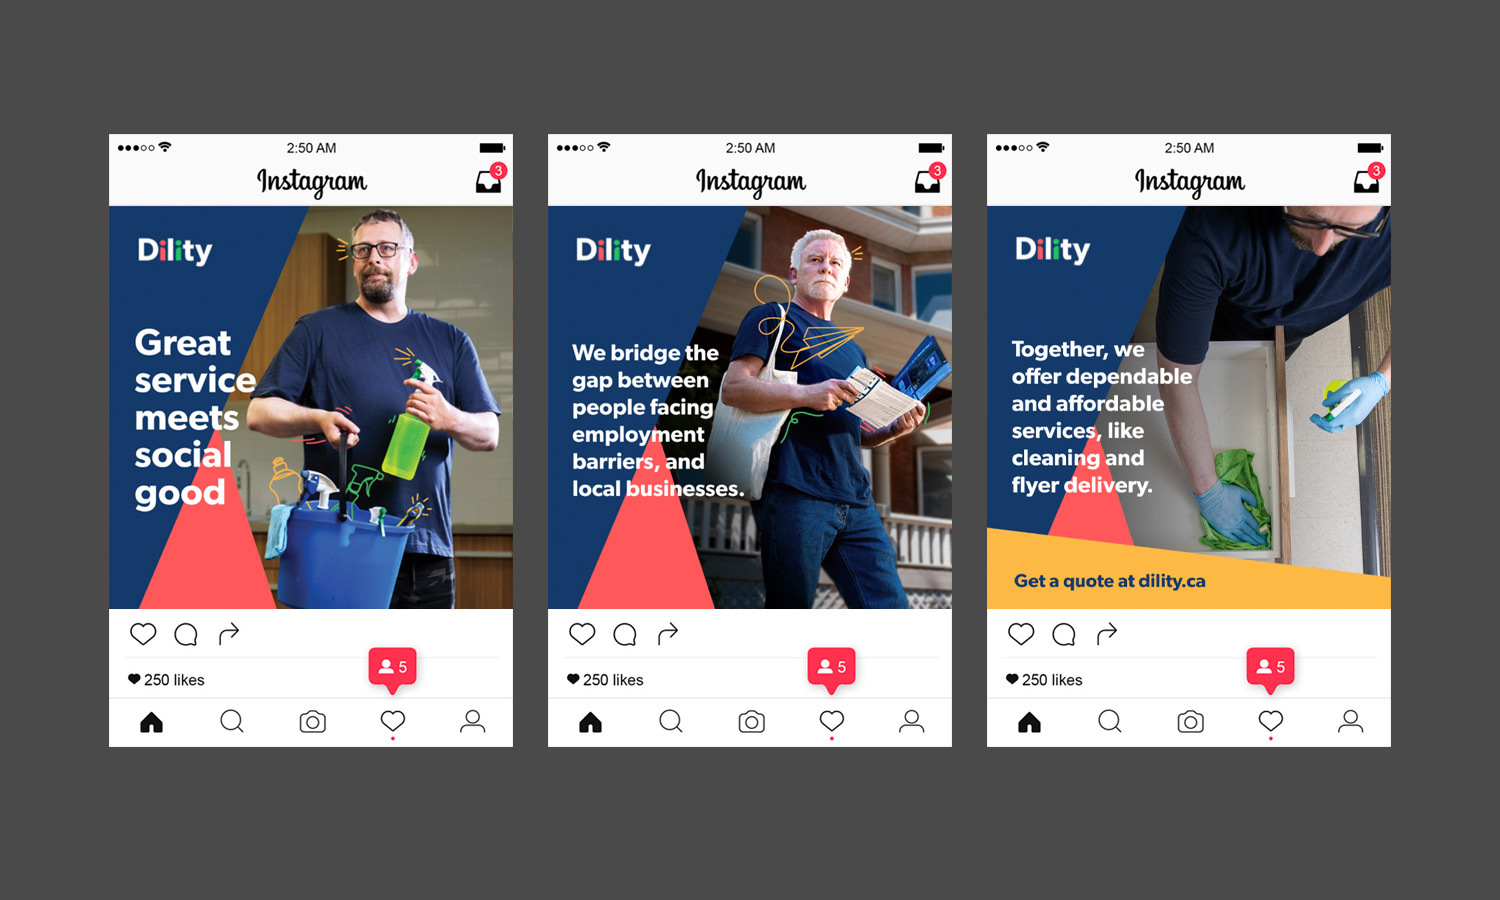 2:50 AM
Instagram
3
Dility
Great
service
meets
social
good
5
250 likes
2:50 AM
Instagram
3
Dility
We bridge the
gap between
people facing
employment
barriers, and
local businesses.
5
250 likes
2:50 AM
Instagram
3
Dility
Together, we
offer dependable
and affordable
services, like
cleaning and
flyer delivery.
Get a quote at dility.ca
5
250 likes